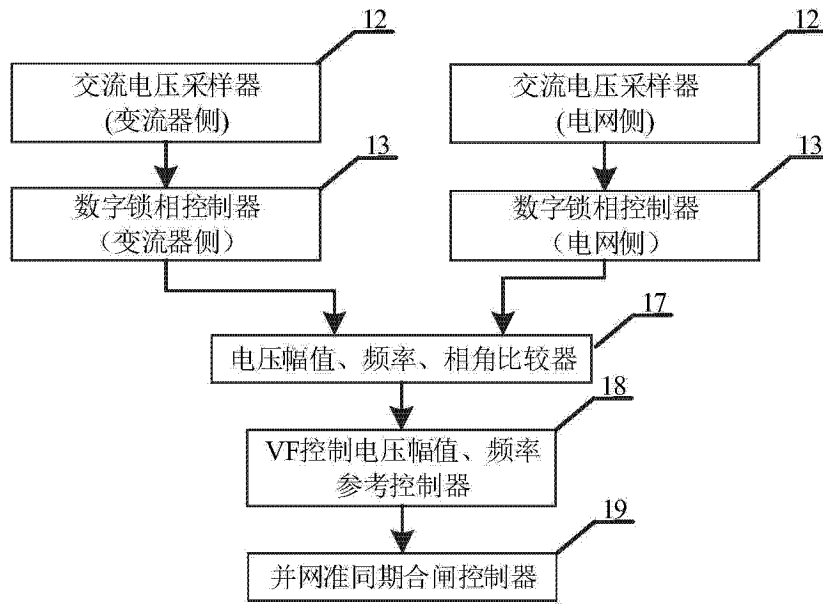 12
交流电压采样器
(变流器侧)
12
交流电压采样器
(电网侧)
13
数字锁相控制器
（变流器侧）
13
数字锁相控制器
（电网侧）
17
电压幅值、频率、相角比较器
18
VF控制电压幅值、频率
参考控制器
19
并网准同期合闸控制器